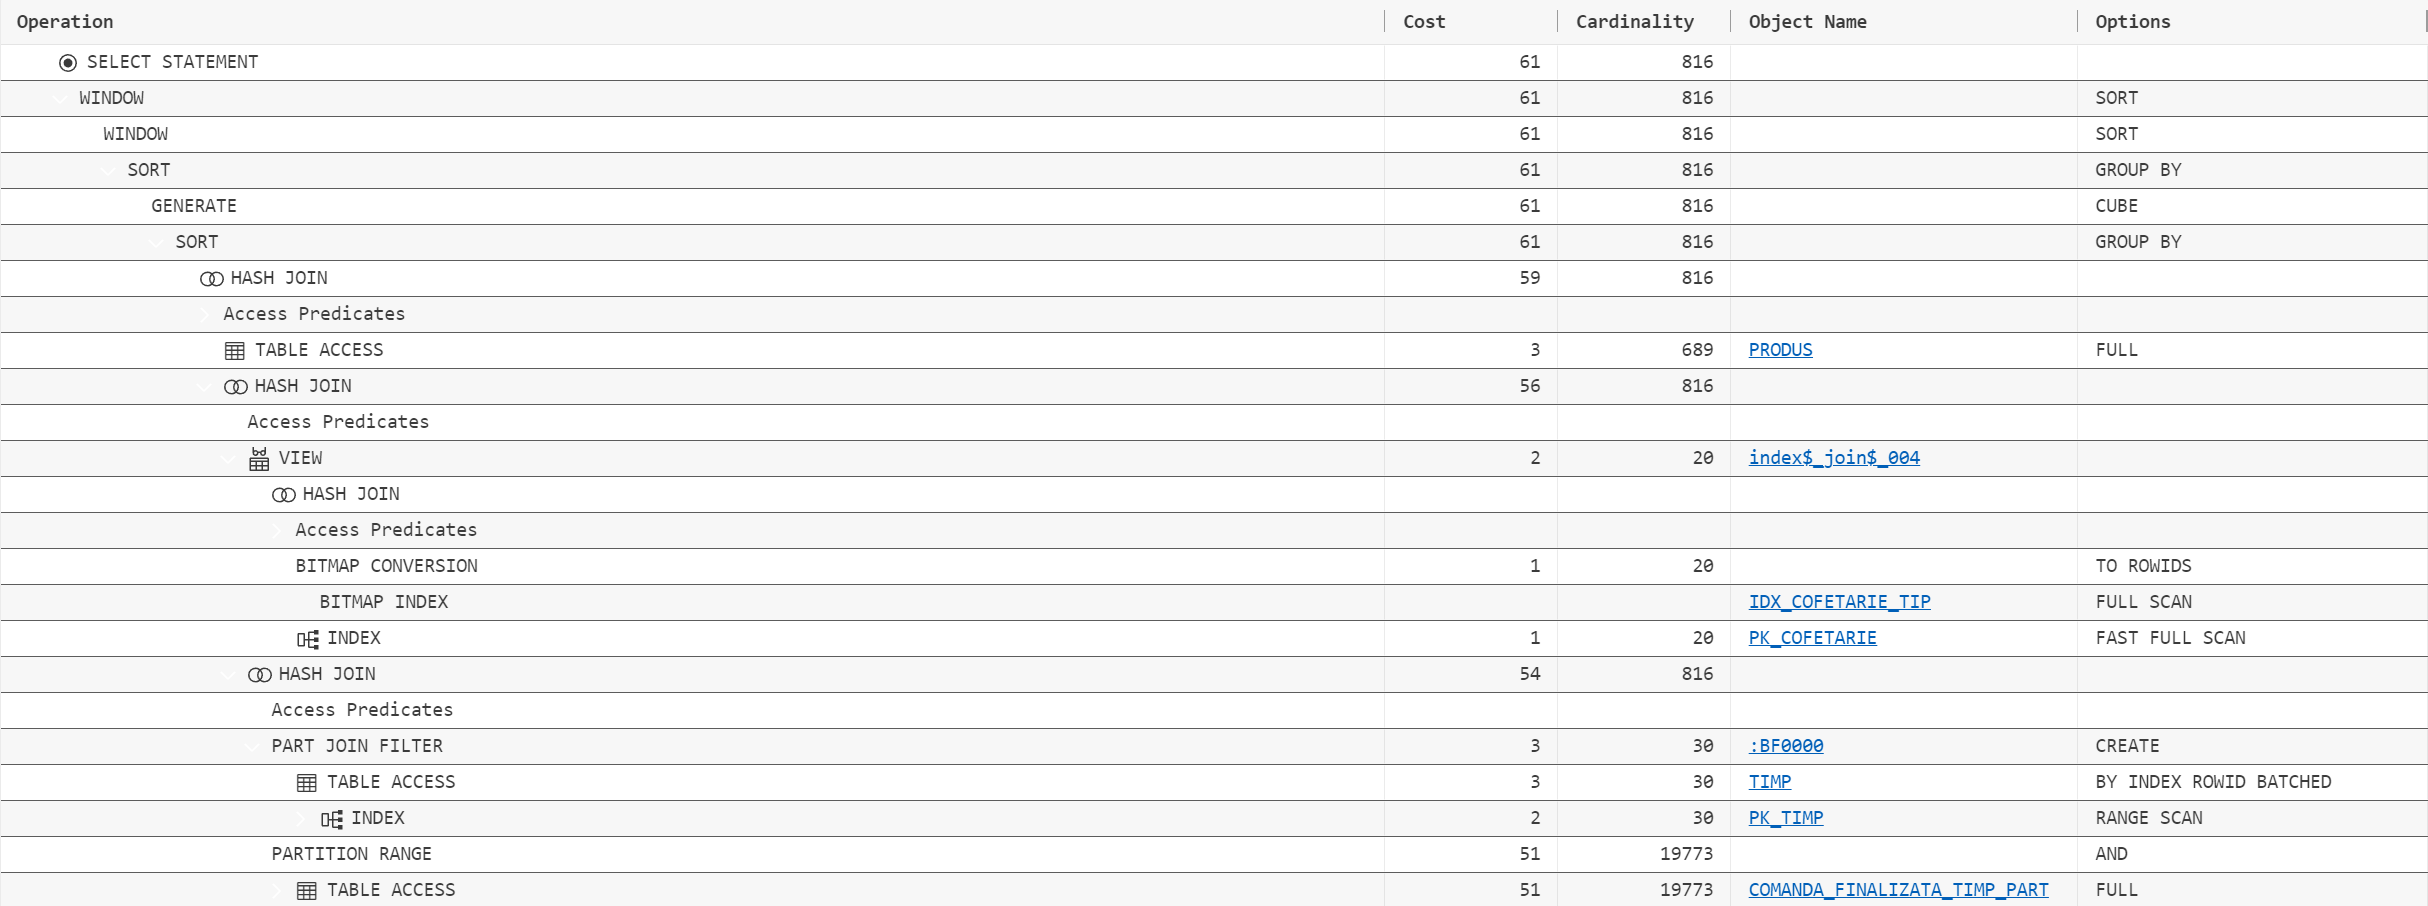 Operation Cost Cardinality Object Name Options
SELECT STATEMENT 61 816
WINDOW 61 816 SORT
WINDOW 61 816 SORT
SORT 61 816 GROUP BY
GENERATE 61 816 CUBE
SORT 61 816 GROUP BY
HASH JOIN 59 816
Access Predicates
TABLE ACCESS 3 689 PRODUS FULL
HASH JOIN 56 816
Access Predicates
VIEW 2 20 index$_join$_004
HASH JOIN
Access Predicates
BITMAP CONVERSION 1 20 TO ROWIDS
BITMAP INDEX IDX_COFETARIE_TIP FULL SCAN
INDEX 1 20 PK_COFETARIE FAST FULL SCAN
HASH JOIN 54 816
Access Predicates
PART JOIN FILTER 3 30 :BF0000 CREATE
TABLE ACCESS 3 30 TIMP BY INDEX ROWID BATCHED
INDEX 2 30 PK_TIMP RANGE SCAN
PARTITION RANGE 51 19773 AND
TABLE ACCESS 51 19773 COMANDA_FINALIZATA_TIMP_PART FULL